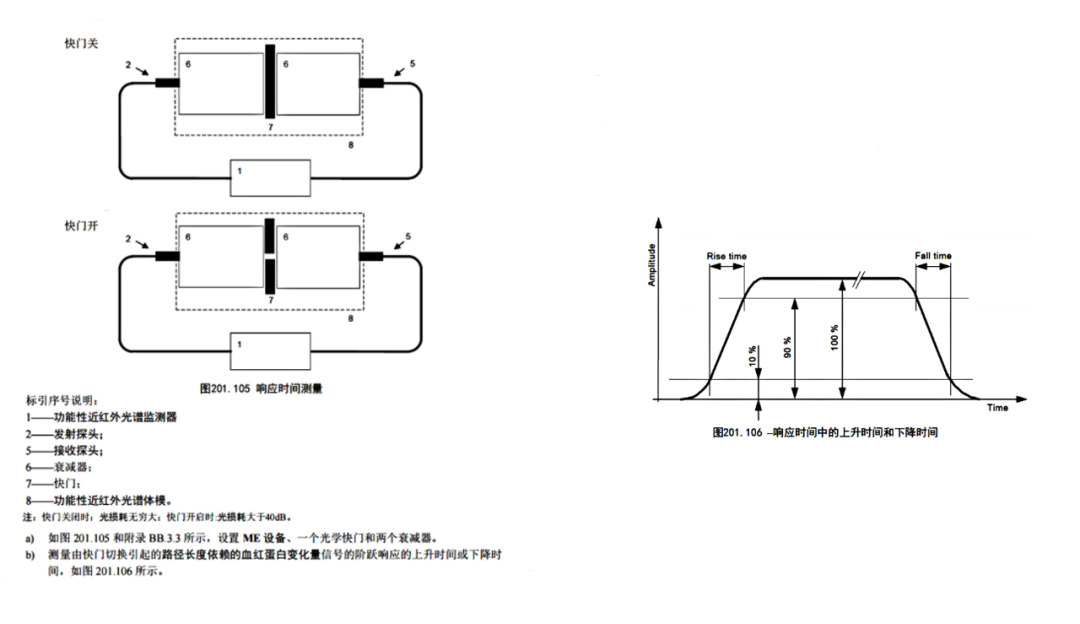 快门关
2
6
6
5
7
8
1
快门开
2
6
6
5
7
8
1
图201.105 响应时间测量
标引序号说明：
1——功能性近红外光谱监测器
2——发射探头；
5——接收探头；
6——衰减器；
7——快门；
8——功能性近红外光谱体模。
注：快门关闭时：光损耗无穷大；快门开启时:光损耗大于40dB。
a) 如图 201.105 和附录 BB.3.3 所示，设置 ME 设备、一个光学快门和两个衰减器。
b) 测量由快门切换引起的路径长度依赖的血红蛋白变化量信号的阶跃响应的上升时间或下降时
间，如图 201.106 所示。
Amplitude
Rise time
Fall time
10 %
90 %
100 %
Time
图201.106 –响应时间中的上升时间和下降时间